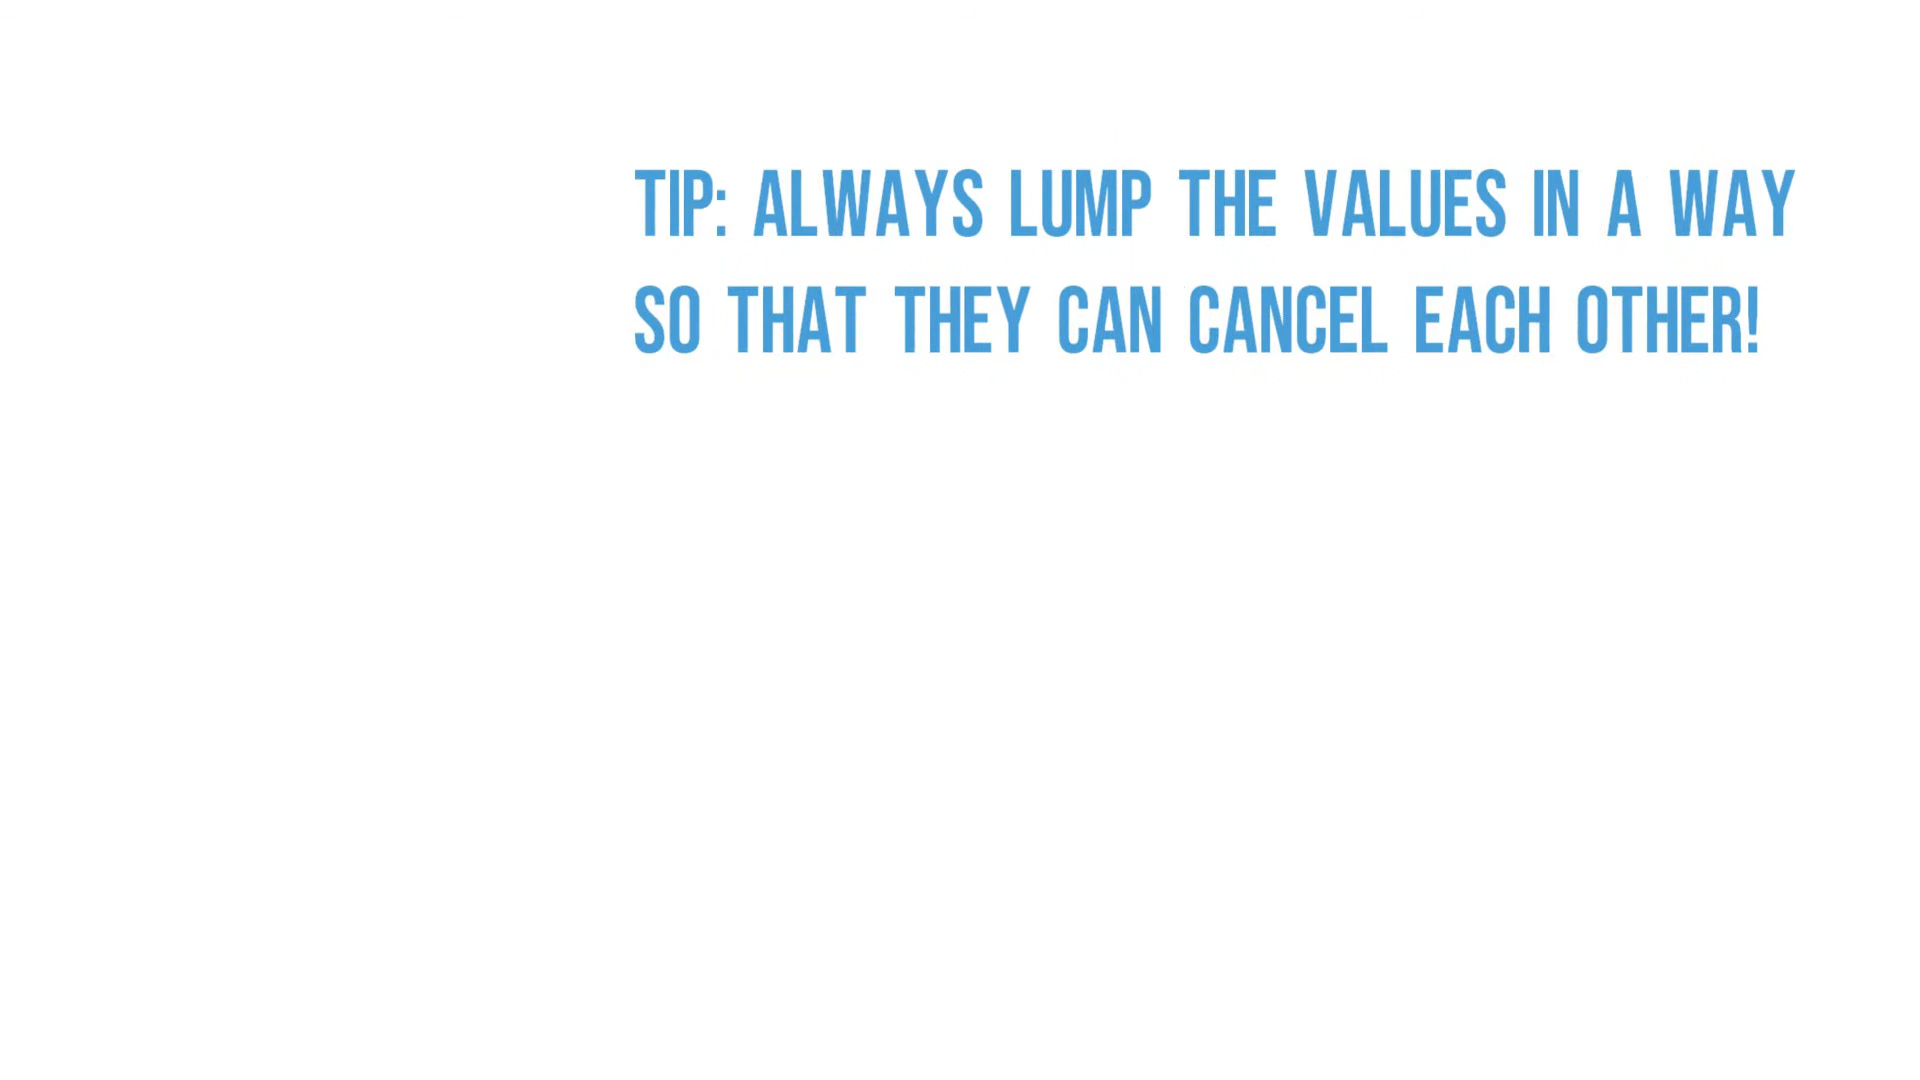 TIP: ALWAYS LUMP THE VALUES IN A WAY
SO THAT THEY CAN CANCEL EACH OTHER!